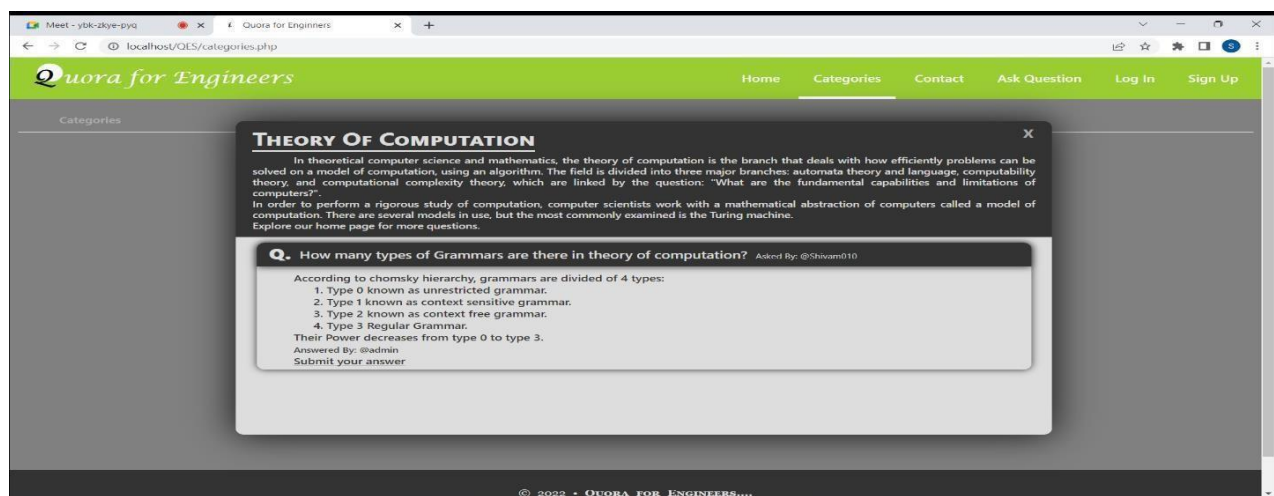 Meet - ybk-zkye-pyq
Quora for Enginners
localhost/QES/categories.php
S
Quora for Engineers
Home Categories Contact Ask Question Log In Sign Up
Categories
Theory Of Computation
X
In theoretical computer science and mathematics, the theory of computation is the branch that deals with how efficiently problems can be
solved on a model of computation, using an algorithm. The field is divided into three major branches: automata theory and language, computability
theory, and computational complexity theory, which are linked by the question: "What are the fundamental capabilities and limitations of
computers?".
In order to perform a rigorous study of computation, computer scientists work with a mathematical abstraction of computers called a model of
computation. There are several models in use, but the most commonly examined is the Turing machine.
Explore our home page for more questions.
Q. How many types of Grammars are there in theory of computation? Asked By: @Shivam010
According to chomsky hierarchy, grammars are divided of 4 types:
1. Type 0 known as unrestricted grammar.
2. Type 1 known as context sensitive grammar.
3. Type 2 known as context free grammar.
4. Type 3 Regular Grammar.
Their Power decreases from type 0 to type 3.
Answered By: @admin
Submit your answer
© 2022 • Quora for Engineers....